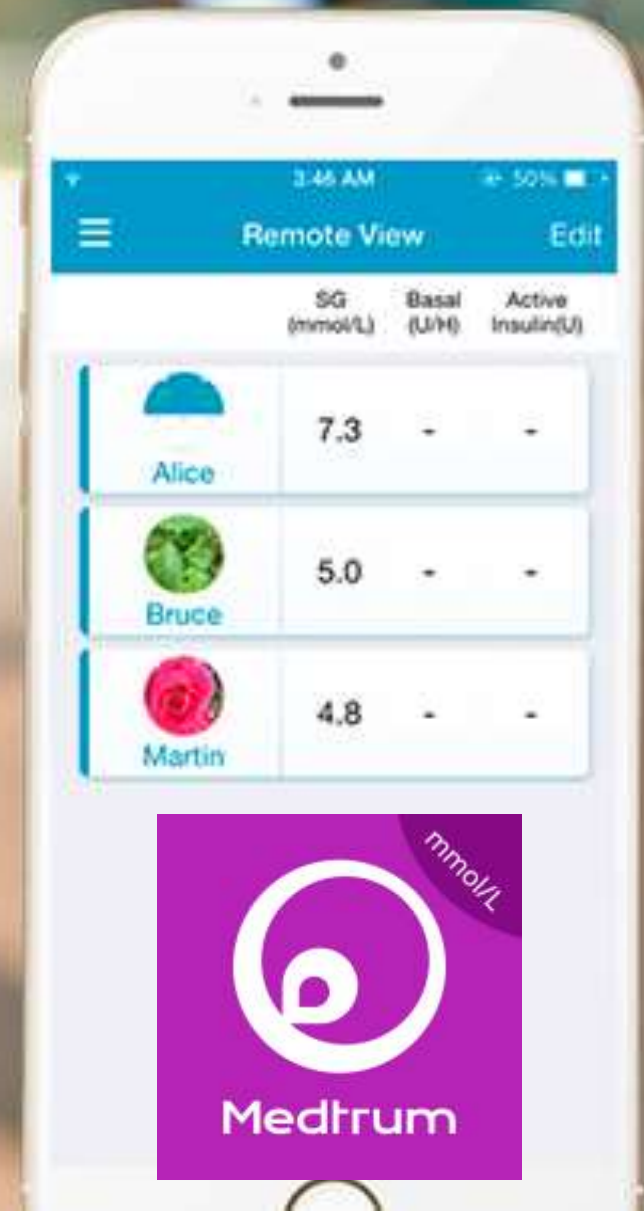 3:46 AM 50%
Remote View Edit
SG Basal Active
(mmol/L) (U/H) Insulin(U)
7.3 - -
Alice
5.0 - -
Bruce
4.8 - -
Martin
mmol/L
Medtrum